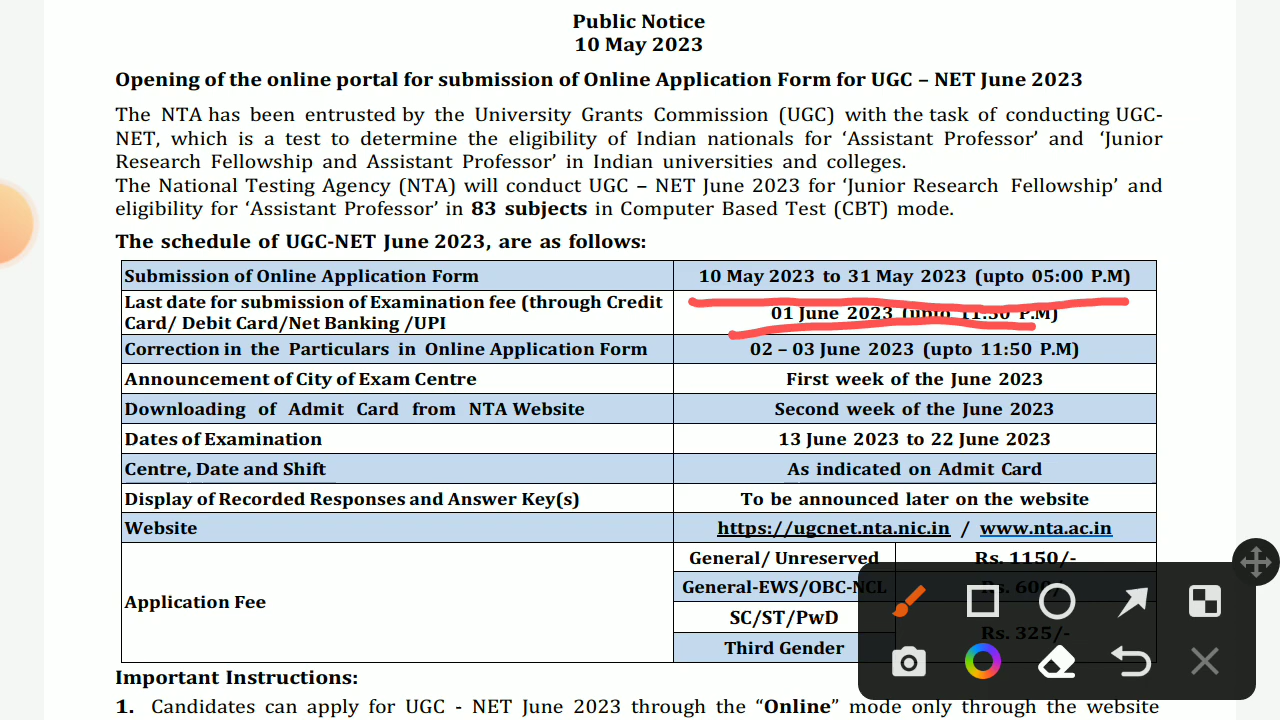 Public Notice
10 May 2023
Opening of the online portal for submission of Online Application Form for UGC – NET June 2023
The NTA has been entrusted by the University Grants Commission (UGC) with the task of conducting UGC-
NET, which is a test to determine the eligibility of Indian nationals for ‘Assistant Professor’ and ‘Junior
Research Fellowship and Assistant Professor’ in Indian universities and colleges.
The National Testing Agency (NTA) will conduct UGC – NET June 2023 for ‘Junior Research Fellowship’ and
eligibility for ‘Assistant Professor’ in 83 subjects in Computer Based Test (CBT) mode.
The schedule of UGC-NET June 2023, are as follows:
Submission of Online Application Form 10 May 2023 to 31 May 2023 (upto 05:00 P.M)
Last date for submission of Examination fee (through Credit
Card/ Debit Card/Net Banking /UPI 01 June 2023 (upto 11:50 P.M)
Correction in the Particulars in Online Application Form 02 – 03 June 2023 (upto 11:50 P.M)
Announcement of City of Exam Centre First week of the June 2023
Downloading of Admit Card from NTA Website Second week of the June 2023
Dates of Examination 13 June 2023 to 22 June 2023
Centre, Date and Shift As indicated on Admit Card
Display of Recorded Responses and Answer Key(s) To be announced later on the website
Website https://ugcnet.nta.nic.in / www.nta.ac.in
Application Fee
General/ Unreserved Rs. 1150/-
General-EWS/OBC-NCL Rs. 600/-
SC/ST/PwD
Rs. 325/-
Third Gender
Important Instructions:
1. Candidates can apply for UGC - NET June 2023 through the “Online” mode only through the website